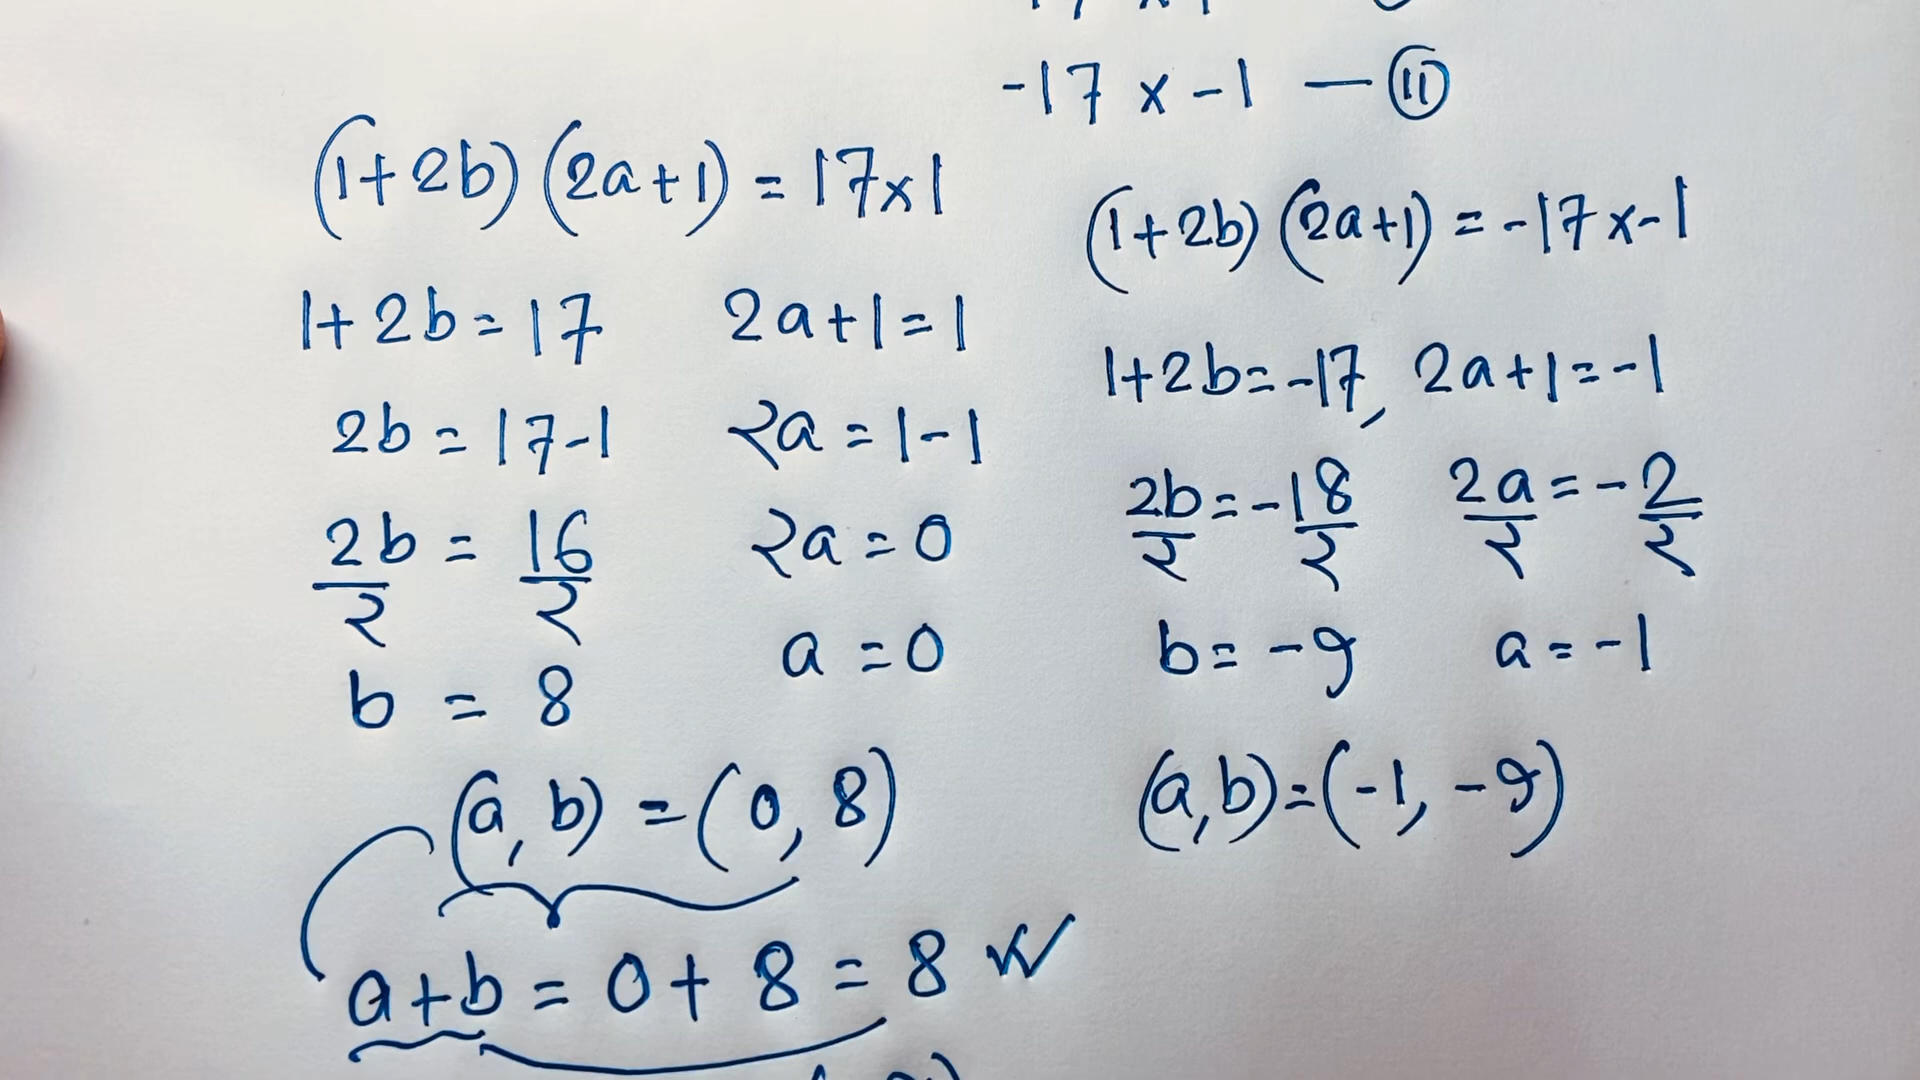 -17 x -1 — ⑪
(1+2b) (2a+1) = 17x1
1+2b=17 2a+1=1
2b = 17-1 2a = 1-1
2b/2 = 16/2 2a = 0
b = 8 a = 0
(a, b) = (0, 8)
a+b = 0+8 = 8
(1+2b) (2a+1) = -17x-1
1+2b=-17, 2a+1=-1
2b/2 = -18/2 2a/2 = -2/2
b = -9 a = -1
(a,b)=(-1, -9)